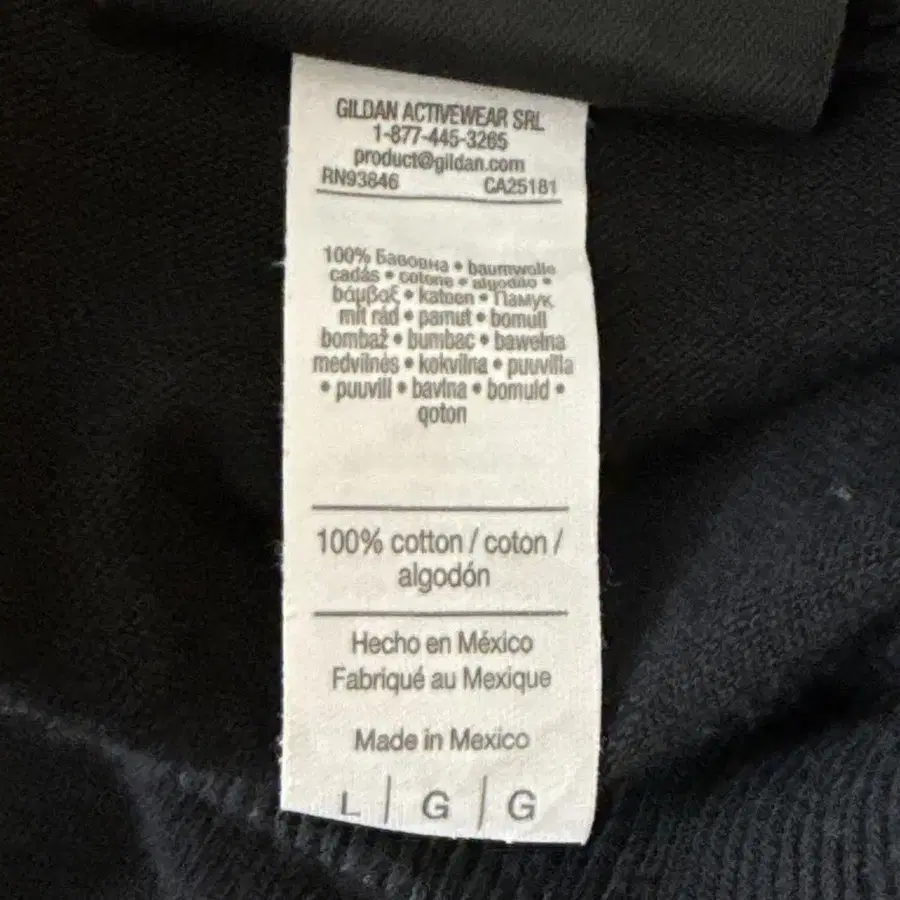 GILDAN ACTIVEWEAR SRL
1-877-445-3265
product@gildan.com
RN93846 CA25181
100% Бавовна • baumwolle
cadás • cotone • algodão •
βάμβαξ • katoen • Памук
mit rád • pamut • bomull
bombaž • bumbac • bawełna
medvilnės • kokvilna • puuvilla
• puuvill • bavlna • bomuld •
qoton
100% cotton / coton /
algodón
Hecho en México
Fabriqué au Mexique
Made in Mexico
L | G | G